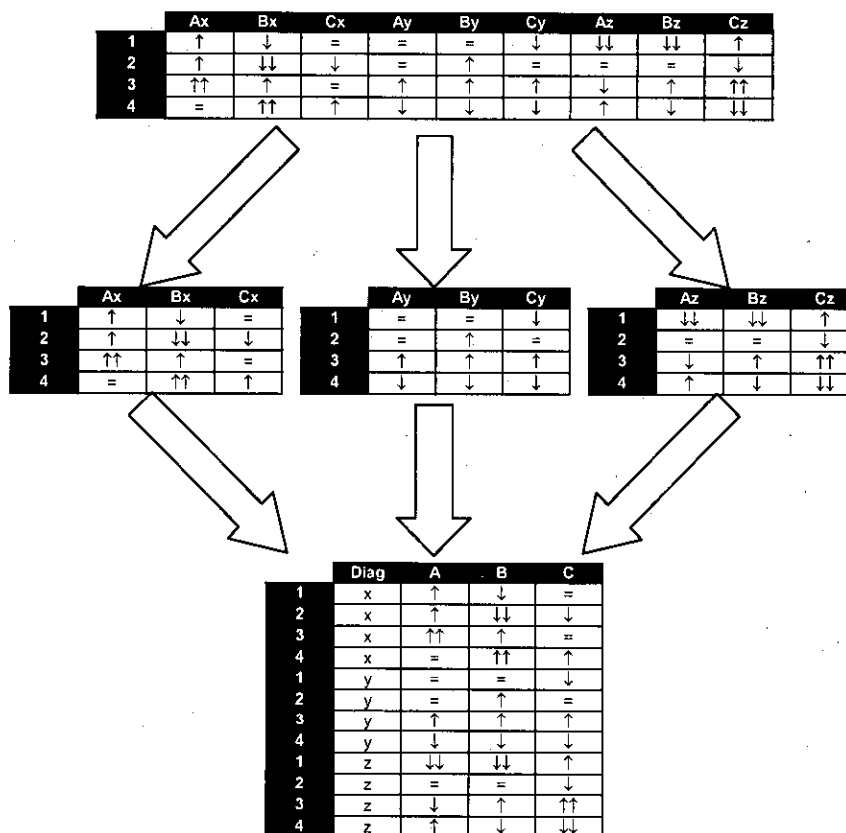 Ax Bx Cx Ay By Cy Az Bz Cz
1 ↑ ↓ = = = ↓ ↓↓ ↓↓ ↑
2 ↑ ↓↓ ↓ = ↑ = = = ↓
3 ↑↑ ↑ = ↑ ↑ ↑ ↓ ↑ ↑↑
4 = ↑↑ ↑ ↓ ↓ ↓ ↑ ↓ ↓↓
Ax Bx Cx
1 ↑ ↓ =
2 ↑ ↓↓ ↓
3 ↑↑ ↑ =
4 = ↑↑ ↑
Ay By Cy
1 = = ↓
2 = ↑ =
3 ↑ ↑ ↑
4 ↓ ↓ ↓
Az Bz Cz
1 ↓↓ ↓↓ ↑
2 = = ↓
3 ↓ ↑ ↑↑
4 ↑ ↓ ↓↓
Diag A B C
1 x ↑ ↓ =
2 x ↑ ↓↓ ↓
3 x ↑↑ ↑ =
4 x = ↑↑ ↑
1 y = = ↓
2 y = ↑ =
3 y ↑ ↑ ↑
4 y ↓ ↓ ↓
1 z ↓↓ ↓↓ ↑
2 z = = ↓
3 z ↓ ↑ ↑↑
4 z ↑ ↓ ↓↓